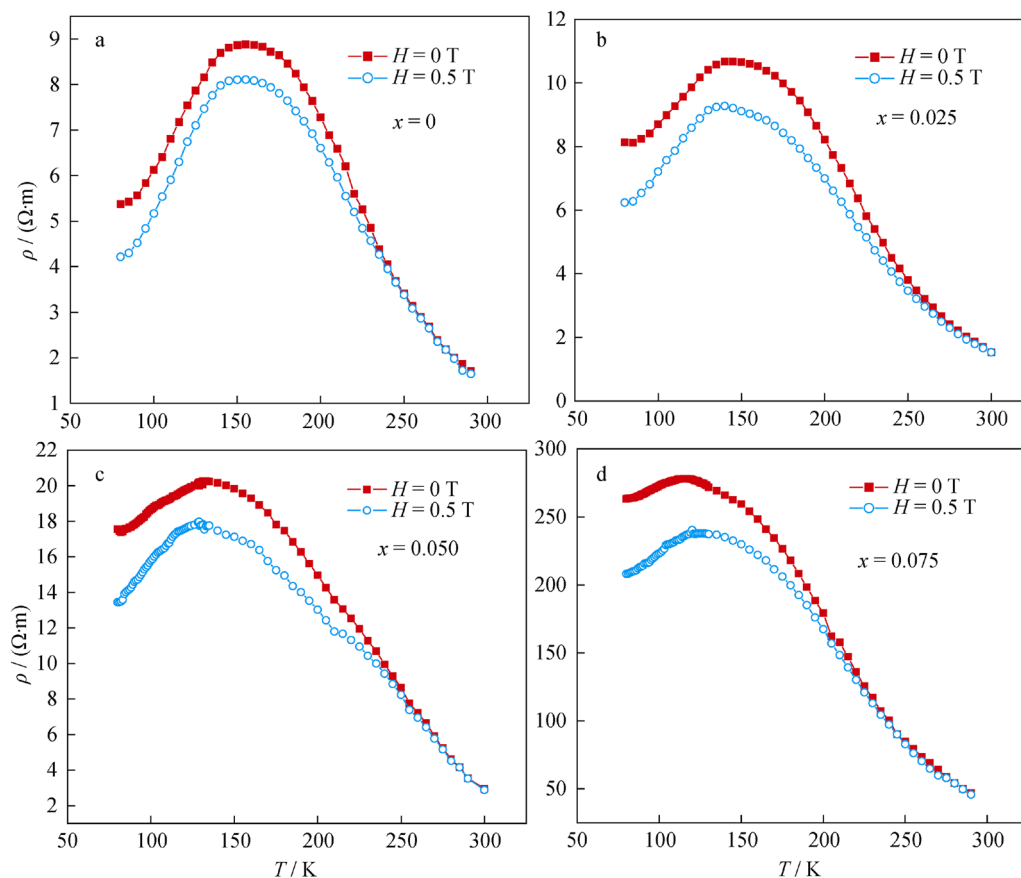 a
H = 0 T
H = 0.5 T
x = 0
ρ / (Ω·m)
9
8
7
6
5
4
3
2
1
50 100 150 200 250 300
b
H = 0 T
H = 0.5 T
x = 0.025
12
10
8
6
4
2
0
50 100 150 200 250 300
c
H = 0 T
H = 0.5 T
x = 0.050
ρ / (Ω·m)
22
20
18
16
14
12
10
8
6
4
2
50 100 150 200 250 300
T / K
d
H = 0 T
H = 0.5 T
x = 0.075
300
250
200
150
100
50
50 100 150 200 250 300
T / K